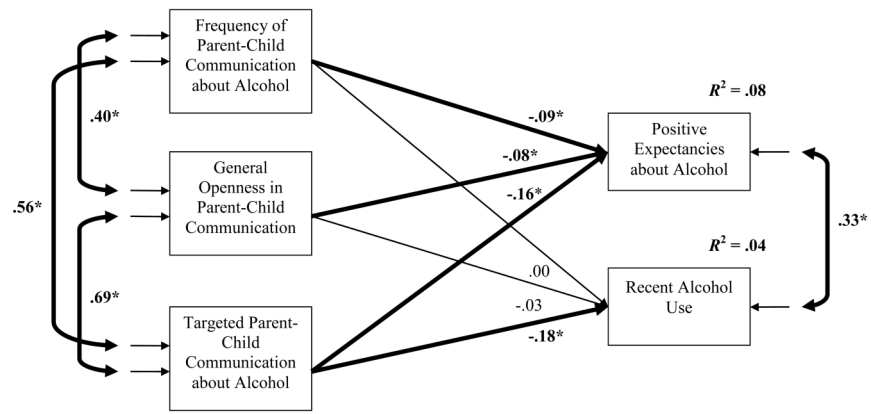 Frequency of
Parent-Child
Communication
about Alcohol
R² = .08
.40*
-.09*
Positive
Expectancies
about Alcohol
General
Openness in
Parent-Child
Communication
-.08*
-.16*
.56*
.33*
R² = .04
.69*
.00
-.03
-.18*
Recent Alcohol
Use
Targeted Parent-
Child
Communication
about Alcohol